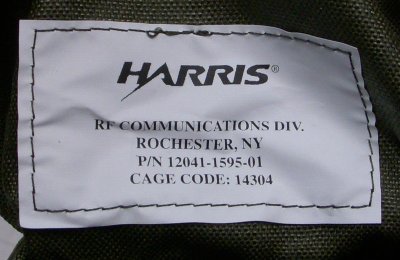 HARRIS®
RF COMMUNICATIONS DIV.
ROCHESTER, NY
P/N 12041-1595-01
CAGE CODE: 14304